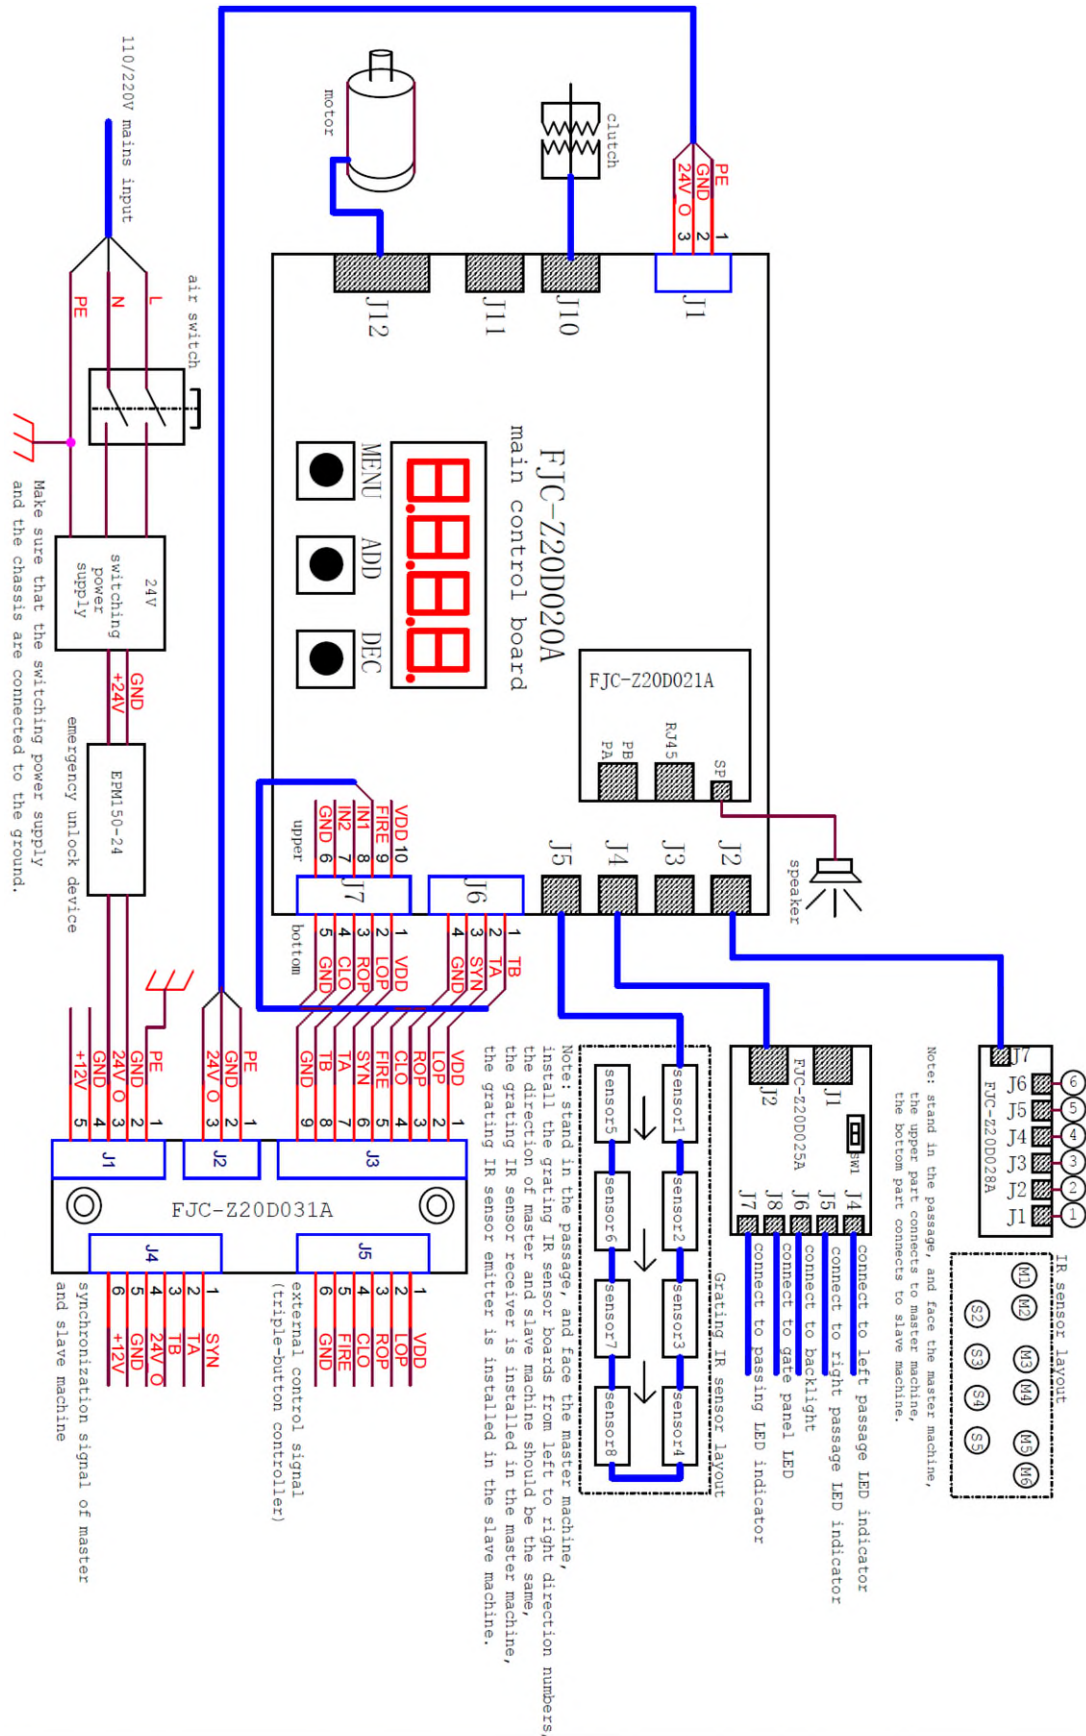 110/220V mains input
L
N
PE
air switch
24V
switching
power
supply
Make sure that the switching power supply
and the chassis are connected to the ground.
GND
+24V
EPM150-24
emergency unlock device
motor
clutch
PE
GND
24V O
1
2
3
J12
J11
J10
J1
FJC-Z20D020A
main control board
MENU
ADD
DEC
8.8.8.8.
FJC-Z20D021A
PA
PB
RJ45
SP
speaker
J2
J3
J4
J5
J6
J7
upper
VDD 10
FIRE 9
IN1 8
IN2 7
GND 6
bottom
1 VDD
2 LOP
3 ROP
4 CLO
5 GND
1 TB
2 TA
3 SYN
4 GND
PE 1
GND 2
24V O 3
GND 4
+12V 5
J1
PE 1
GND 2
24V O 3
J2
VDD 1
LOP 2
ROP 3
CLO 4
FIRE 5
SYN 6
TA 7
TB 8
GND 9
J3
FJC-Z20D031A
J4
1 SYN
2 TA
3 TB
4 24V O
5 GND
6 +12V
synchronization signal of master
and slave machine
J5
1 VDD
2 LOP
3 ROP
4 CLO
5 FIRE
6 GND
external control signal
(triple-button controller)
Grating IR sensor layout
sensor1
sensor2
sensor3
sensor4
sensor5
sensor6
sensor7
sensor8
Note: stand in the passage, and face the master machine,
install the grating IR sensor boards from left to right direction numbers,
the direction of master and slave machine should be the same,
the grating IR sensor receiver is installed in the master machine,
the grating IR sensor emitter is installed in the slave machine.
J1
J2
FJC-Z20D025A
SW1
J4 connect to left passage LED indicator
J5 connect to right passage LED indicator
J6 connect to backlight
J8 connect to gate panel LED
J7 connect to passing LED indicator
J7
FJC-Z20D028A
J6
J5
J4
J3
J2
J1
6
5
4
3
2
1
Note: stand in the passage, and face the master machine,
the upper part connects to master machine,
the bottom part connects to slave machine.
IR sensor layout
M1
M2
M3
M4
M5
M6
S2
S3
S4
S5